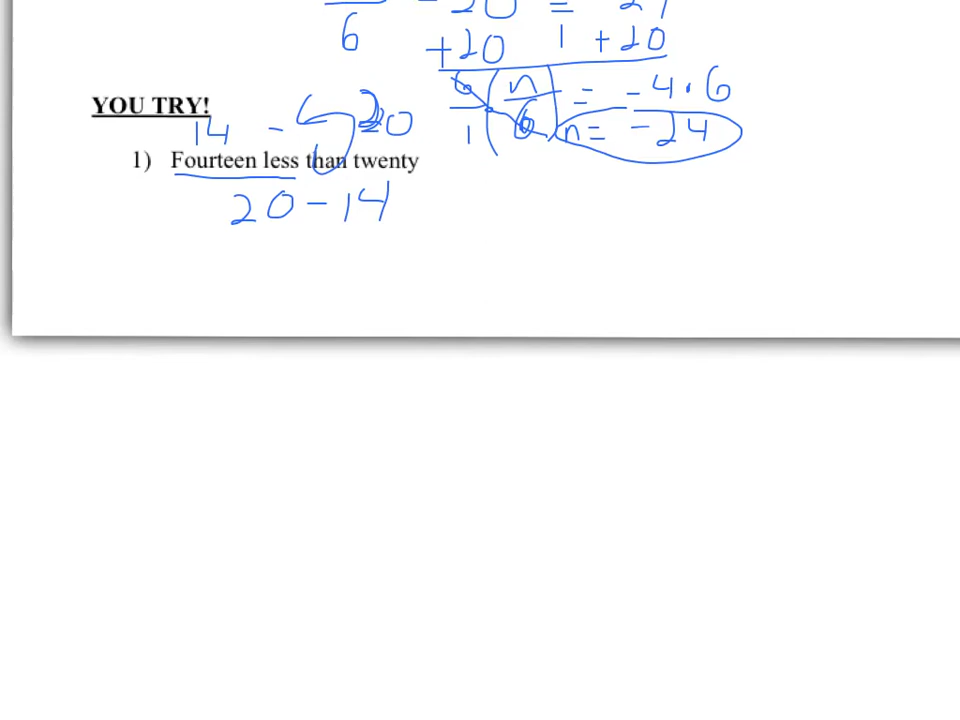 6 +20 1 +20
6/1 (n/6) = -4 · 6
YOU TRY!
14 - 20 n = -24
1) Fourteen less than twenty
20 - 14